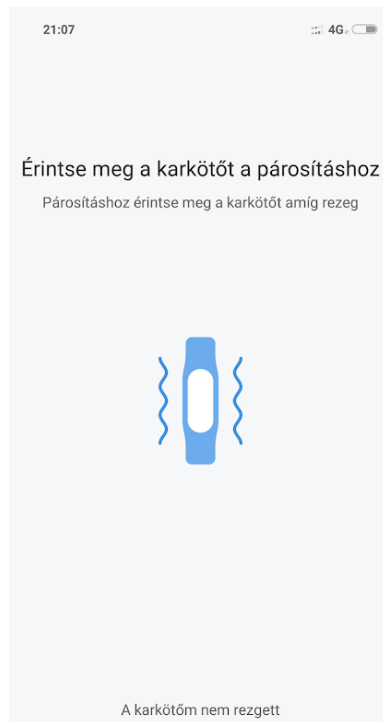 21:07
4G
Érintse meg a karkötőt a párosításhoz
Párosításhoz érintse meg a karkötőt amíg rezeg
A karkötőm nem rezgett